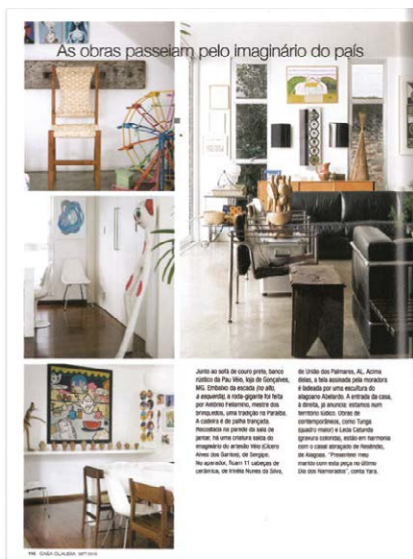 As obras passeiam pelo imaginário do país
Junto ao sofá de couro preto, banco
rústico da Pau Véio, loja de Gonçalves,
MG. Embaixo da escada (no alto,
à esquerda), a roda-gigante foi feita
por Antônio Feliciano, mestre dos
brinquedos, uma tradição na Paraíba.
A cadeira é de palha trançada.
Recostada na parede da sala de
jantar, há uma criatura saída do
imaginário do artesão Véio (Cícero
Alves dos Santos), de Sergipe.
No aparador, ficam 11 cabeças de
cerâmica, de Irinéia Nunes da Silva,
de União dos Palmares, AL. Acima
delas, a tela assinada pela moradora
é ladeada por uma escultura do
alagoano Abelardo. A entrada da casa,
à direita, já anuncia: estamos num
território lúdico. Obras de
contemporâneos, como Tunga
(quadro maior) e Leda Catunda
(gravura colorida), estão em harmonia
com o casal abraçado de Resêndio,
de Alagoas. "Presenteei meu
marido com esta peça no último
Dia dos Namorados", conta Yara.
CASA CLAUDIA